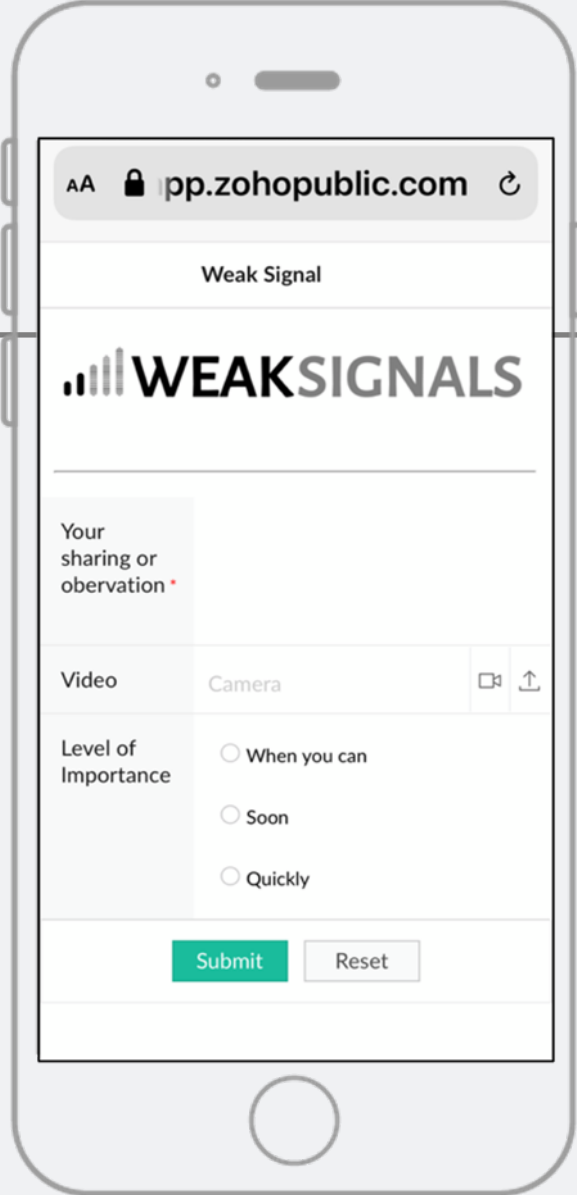 AA pp.zohopublic.com
Weak Signal
WEAKSIGNALS
Your
sharing or
obervation *
Video
Camera
Level of
Importance
When you can
Soon
Quickly
Submit
Reset